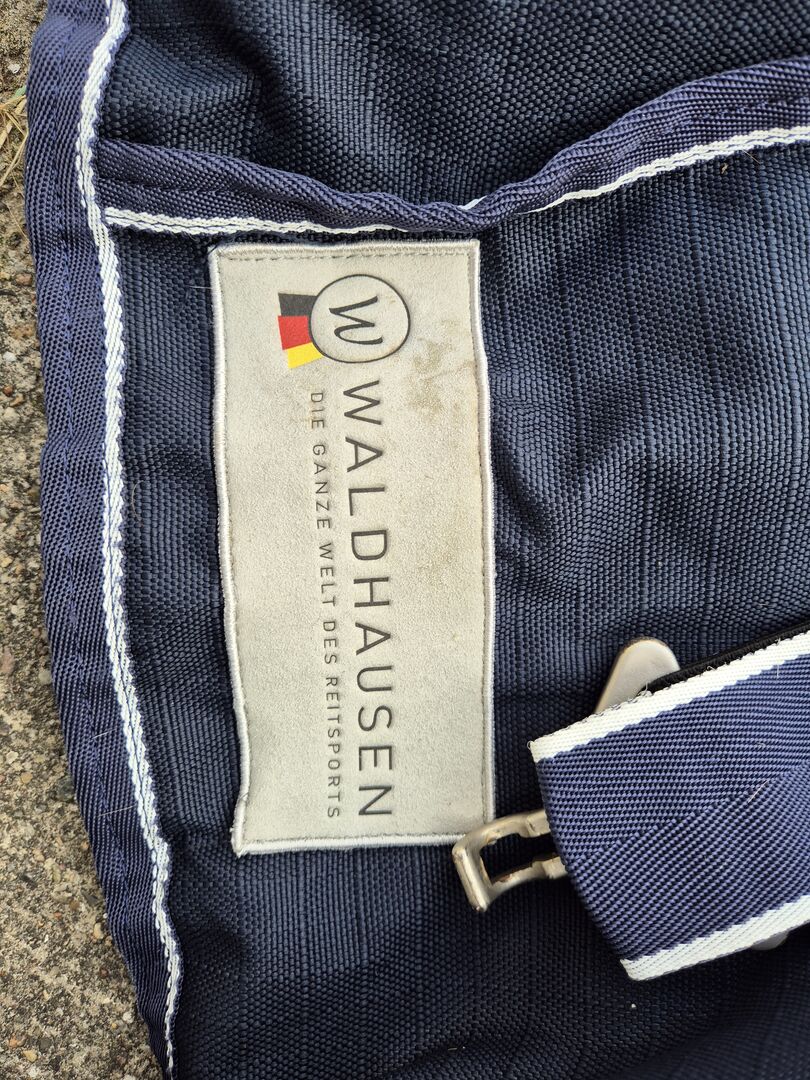 W
WALDHAUSEN
DIE GANZE WELT DES REITSPORTS